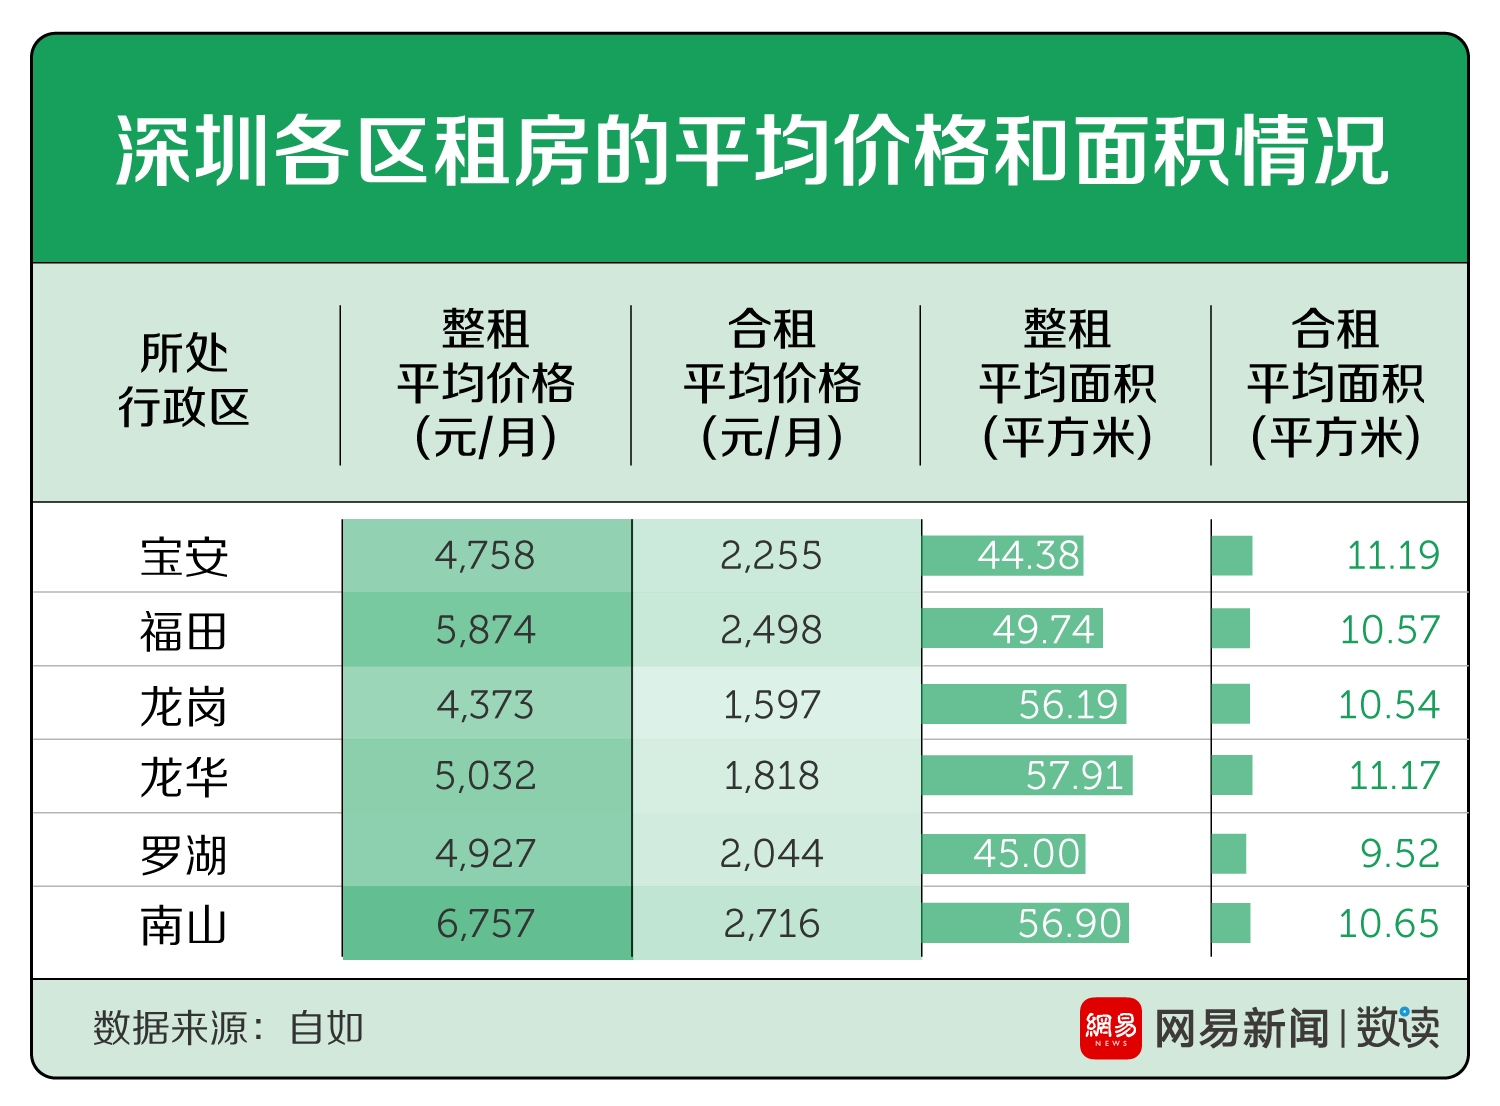 深圳各区租房的平均价格和面积情况
所处
行政区
整租
平均价格
(元/月)
合租
平均价格
(元/月)
整租
平均面积
(平方米)
合租
平均面积
(平方米)
宝安 4,758 2,255 44.38 11.19
福田 5,874 2,498 49.74 10.57
龙岗 4,373 1,597 56.19 10.54
龙华 5,032 1,818 57.91 11.17
罗湖 4,927 2,044 45.00 9.52
南山 6,757 2,716 56.90 10.65
数据来源：自如
網易
NEWS
网易新闻 | 数读